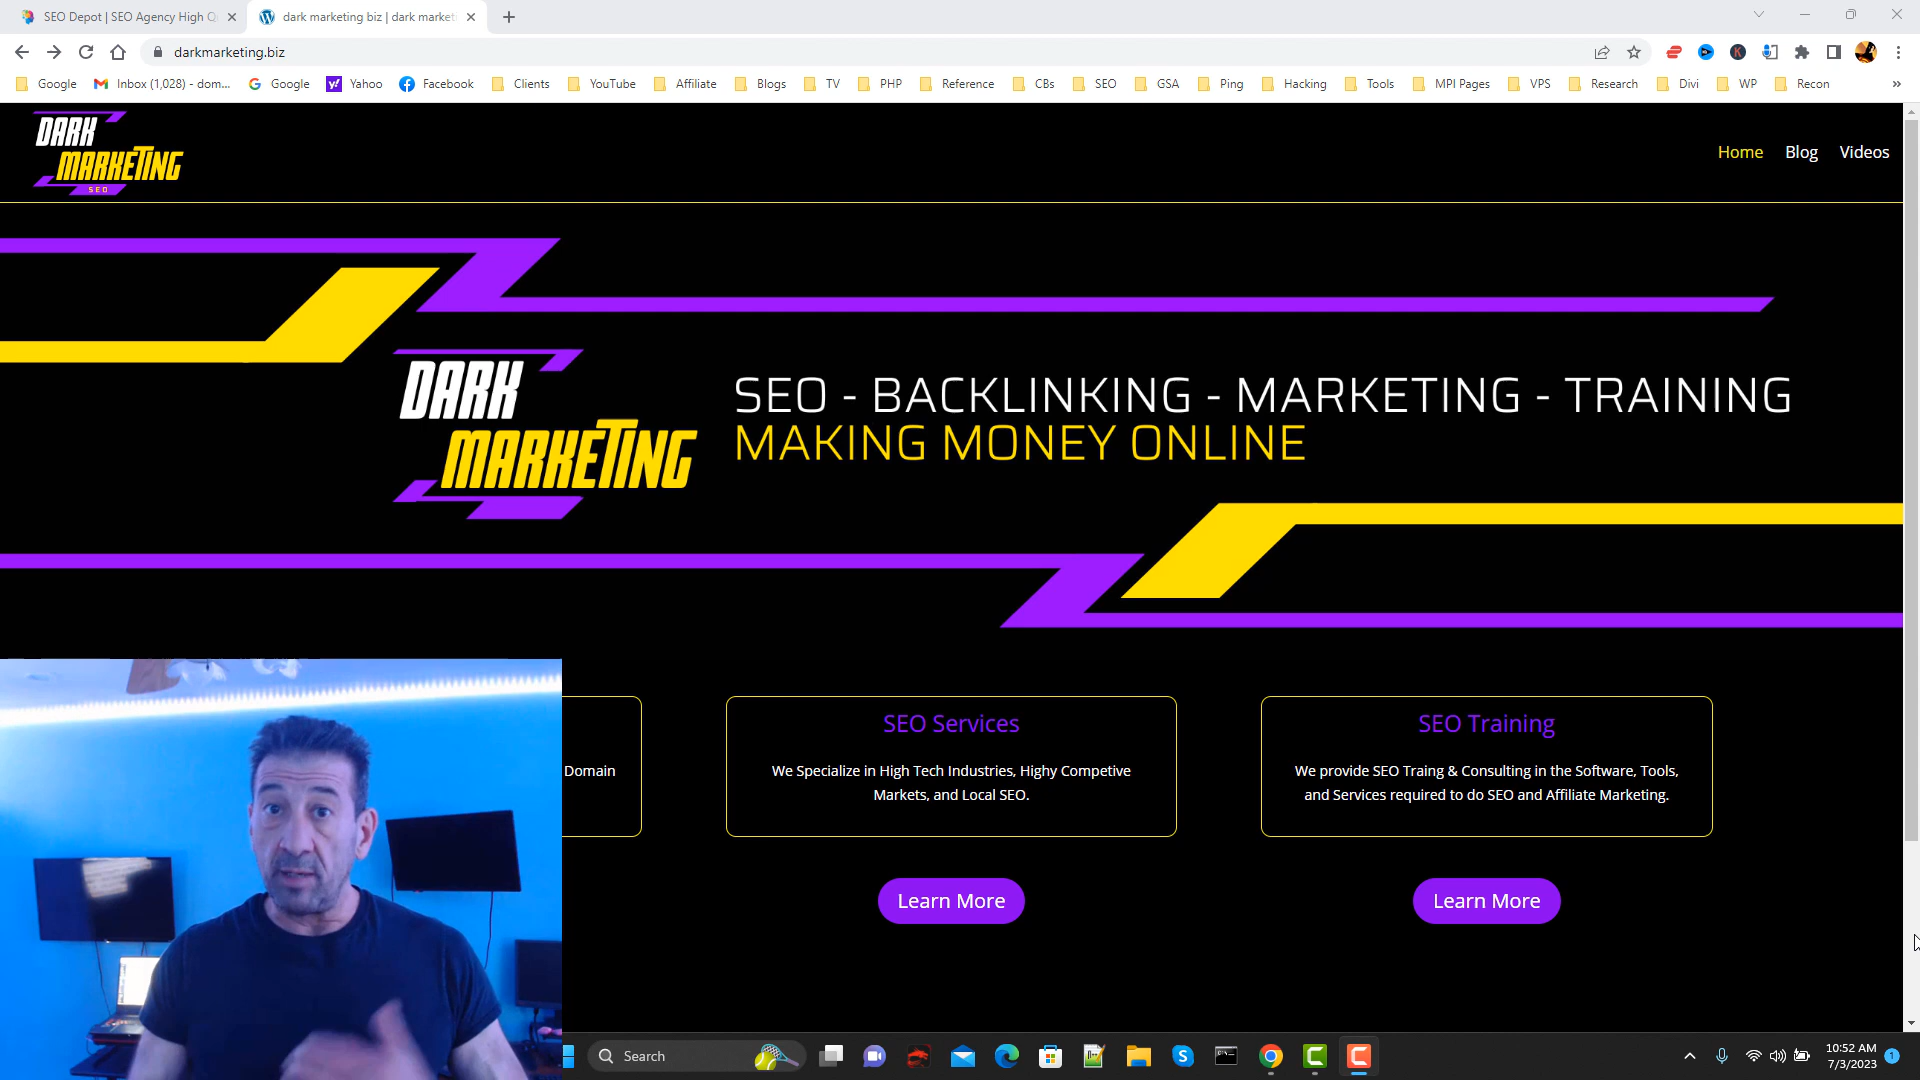 SEO Depot | SEO Agency High Q
dark marketing biz | dark market
darkmarketing.biz
Google
Inbox (1,028) - dom...
Google
Yahoo
Facebook
Clients
YouTube
Affiliate
Blogs
TV
PHP
Reference
CBs
SEO
GSA
Ping
Hacking
Tools
MPI Pages
VPS
Research
Divi
WP
Recon
DARK
MARKETING
SEO
Home
Blog
Videos
DARK
MARKETING
SEO - BACKLINKING - MARKETING - TRAINING
MAKING MONEY ONLINE
Domain
SEO Services
We Specialize in High Tech Industries, Highy Competive
Markets, and Local SEO.
Learn More
SEO Training
We provide SEO Traing & Consulting in the Software, Tools,
and Services required to do SEO and Affiliate Marketing.
Learn More
Search
10:52 AM
7/3/2023
1